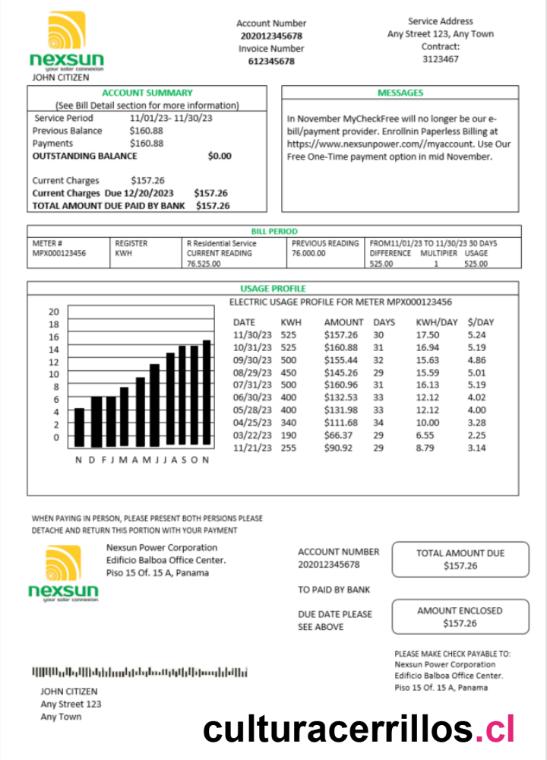 nexsun
your solar connexion
JOHN CITIZEN
Account Number
202012345678
Invoice Number
612345678
Service Address
Any Street 123, Any Town
Contract:
3123467
ACCOUNT SUMMARY
(See Bill Detail section for more information)
Service Period 11/01/23- 11/30/23
Previous Balance $160.88
Payments $160.88
OUTSTANDING BALANCE $0.00
Current Charges $157.26
Current Charges Due 12/20/2023 $157.26
TOTAL AMOUNT DUE PAID BY BANK $157.26
MESSAGES
In November MyCheckFree will no longer be our e-
bill/payment provider. Enrollnin Paperless Billing at
https://www.nexsunpower.com//myaccount. Use Our
Free One-Time payment option in mid November.
BILL PERIOD
METER # REGISTER R Residential Service PREVIOUS READING FROM11/01/23 TO 11/30/23 30 DAYS
MPX000123456 KWH CURRENT READING 76.000.00 DIFFERENCE MULTIPIER USAGE
76.525.00 525.00 1 525.00
USAGE PROFILE
ELECTRIC USAGE PROFILE FOR METER MPX000123456
20
18
16
14
12
10
8
6
4
2
0
N D F J M A M J J A S O N
DATE KWH AMOUNT DAYS KWH/DAY $/DAY
11/30/23 525 $157.26 30 17.50 5.24
10/31/23 525 $160.88 31 16.94 5.19
09/30/23 500 $155.44 32 15.63 4.86
08/29/23 450 $145.26 29 15.59 5.01
07/31/23 500 $160.96 31 16.13 5.19
06/30/23 400 $132.53 33 12.12 4.02
05/28/23 400 $131.98 33 12.12 4.00
04/25/23 340 $111.68 34 10.00 3.28
03/22/23 190 $66.37 29 6.55 2.25
11/21/23 255 $90.92 29 8.79 3.14
WHEN PAYING IN PERSON, PLEASE PRESENT BOTH PERSIONS PLEASE
DETACHE AND RETURN THIS PORTION WITH YOUR PAYMENT
nexsun
your solar connexion
Nexsun Power Corporation
Edificio Balboa Office Center.
Piso 15 Of. 15 A, Panama
ACCOUNT NUMBER
202012345678
TO PAID BY BANK
DUE DATE PLEASE
SEE ABOVE
TOTAL AMOUNT DUE
$157.26
AMOUNT ENCLOSED
$157.26
PLEASE MAKE CHECK PAYABLE TO:
Nexsun Power Corporation
Edificio Balboa Office Center.
Piso 15 Of. 15 A, Panama
JOHN CITIZEN
Any Street 123
Any Town
culturacerrillos.cl